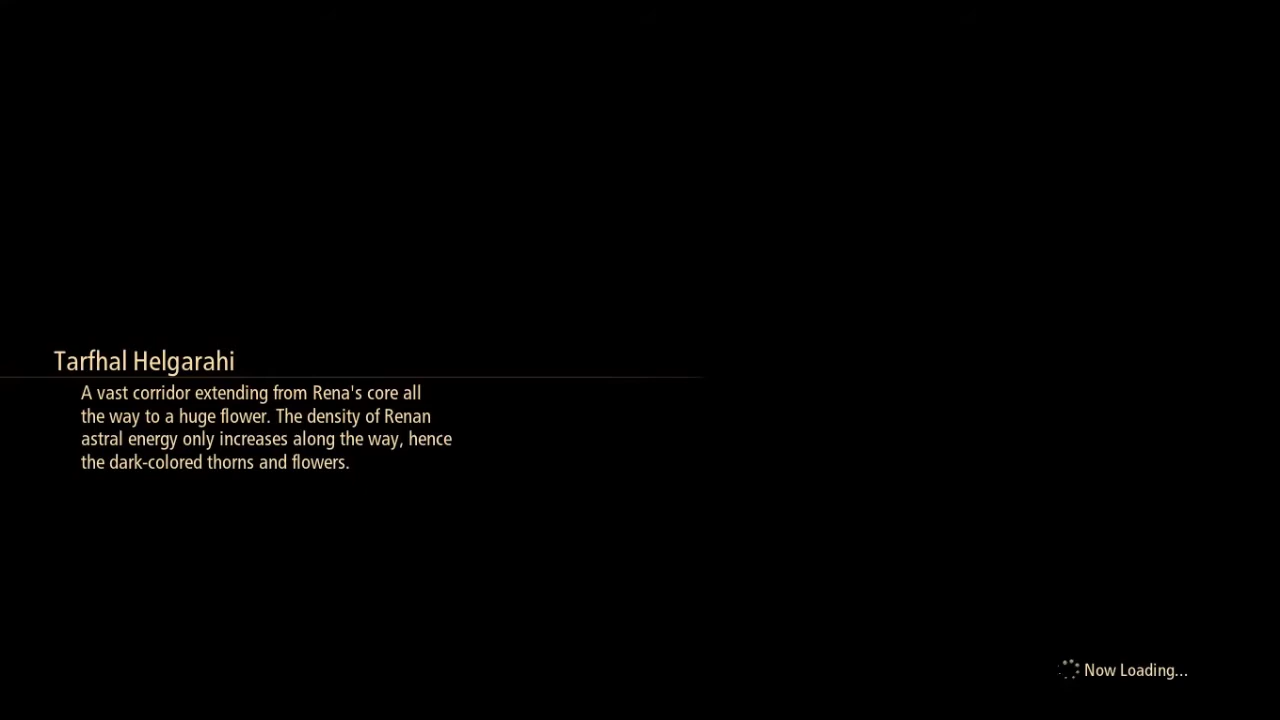 Tarfhal Helgarahi
A vast corridor extending from Rena's core all
the way to a huge flower. The density of Renan
astral energy only increases along the way, hence
the dark-colored thorns and flowers.
Now Loading...